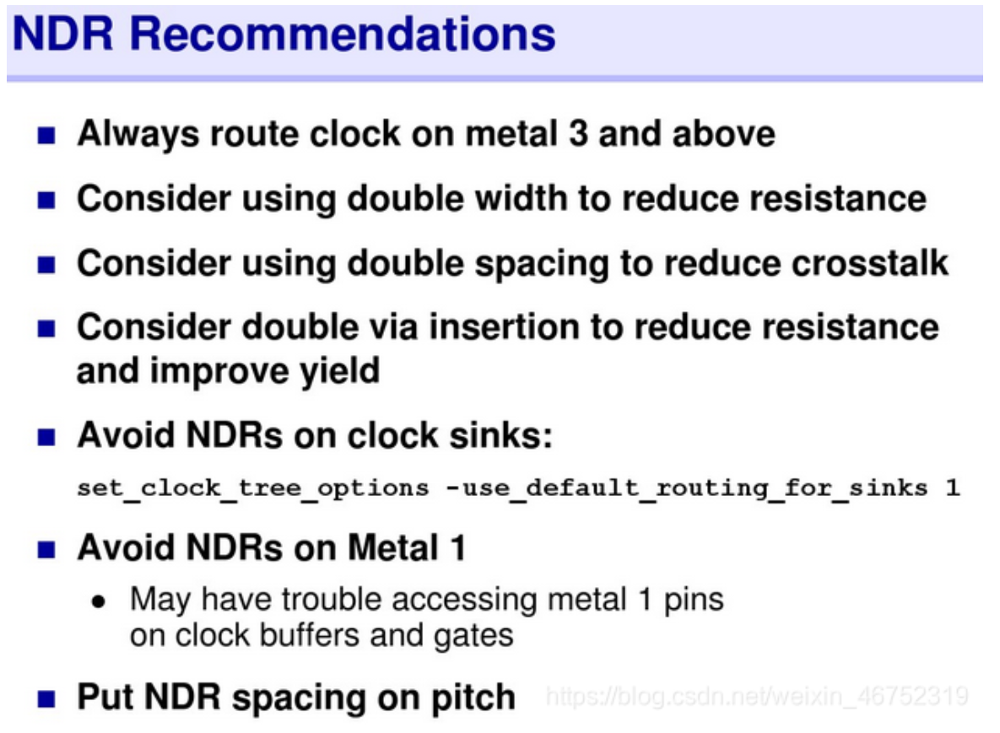 NDR Recommendations
Always route clock on metal 3 and above
Consider using double width to reduce resistance
Consider using double spacing to reduce crosstalk
Consider double via insertion to reduce resistance
and improve yield
Avoid NDRs on clock sinks:
set_clock_tree_options -use_default_routing_for_sinks 1
Avoid NDRs on Metal 1
May have trouble accessing metal 1 pins
on clock buffers and gates
Put NDR spacing on pitch
https://blog.csdn.net/weixin_46752319